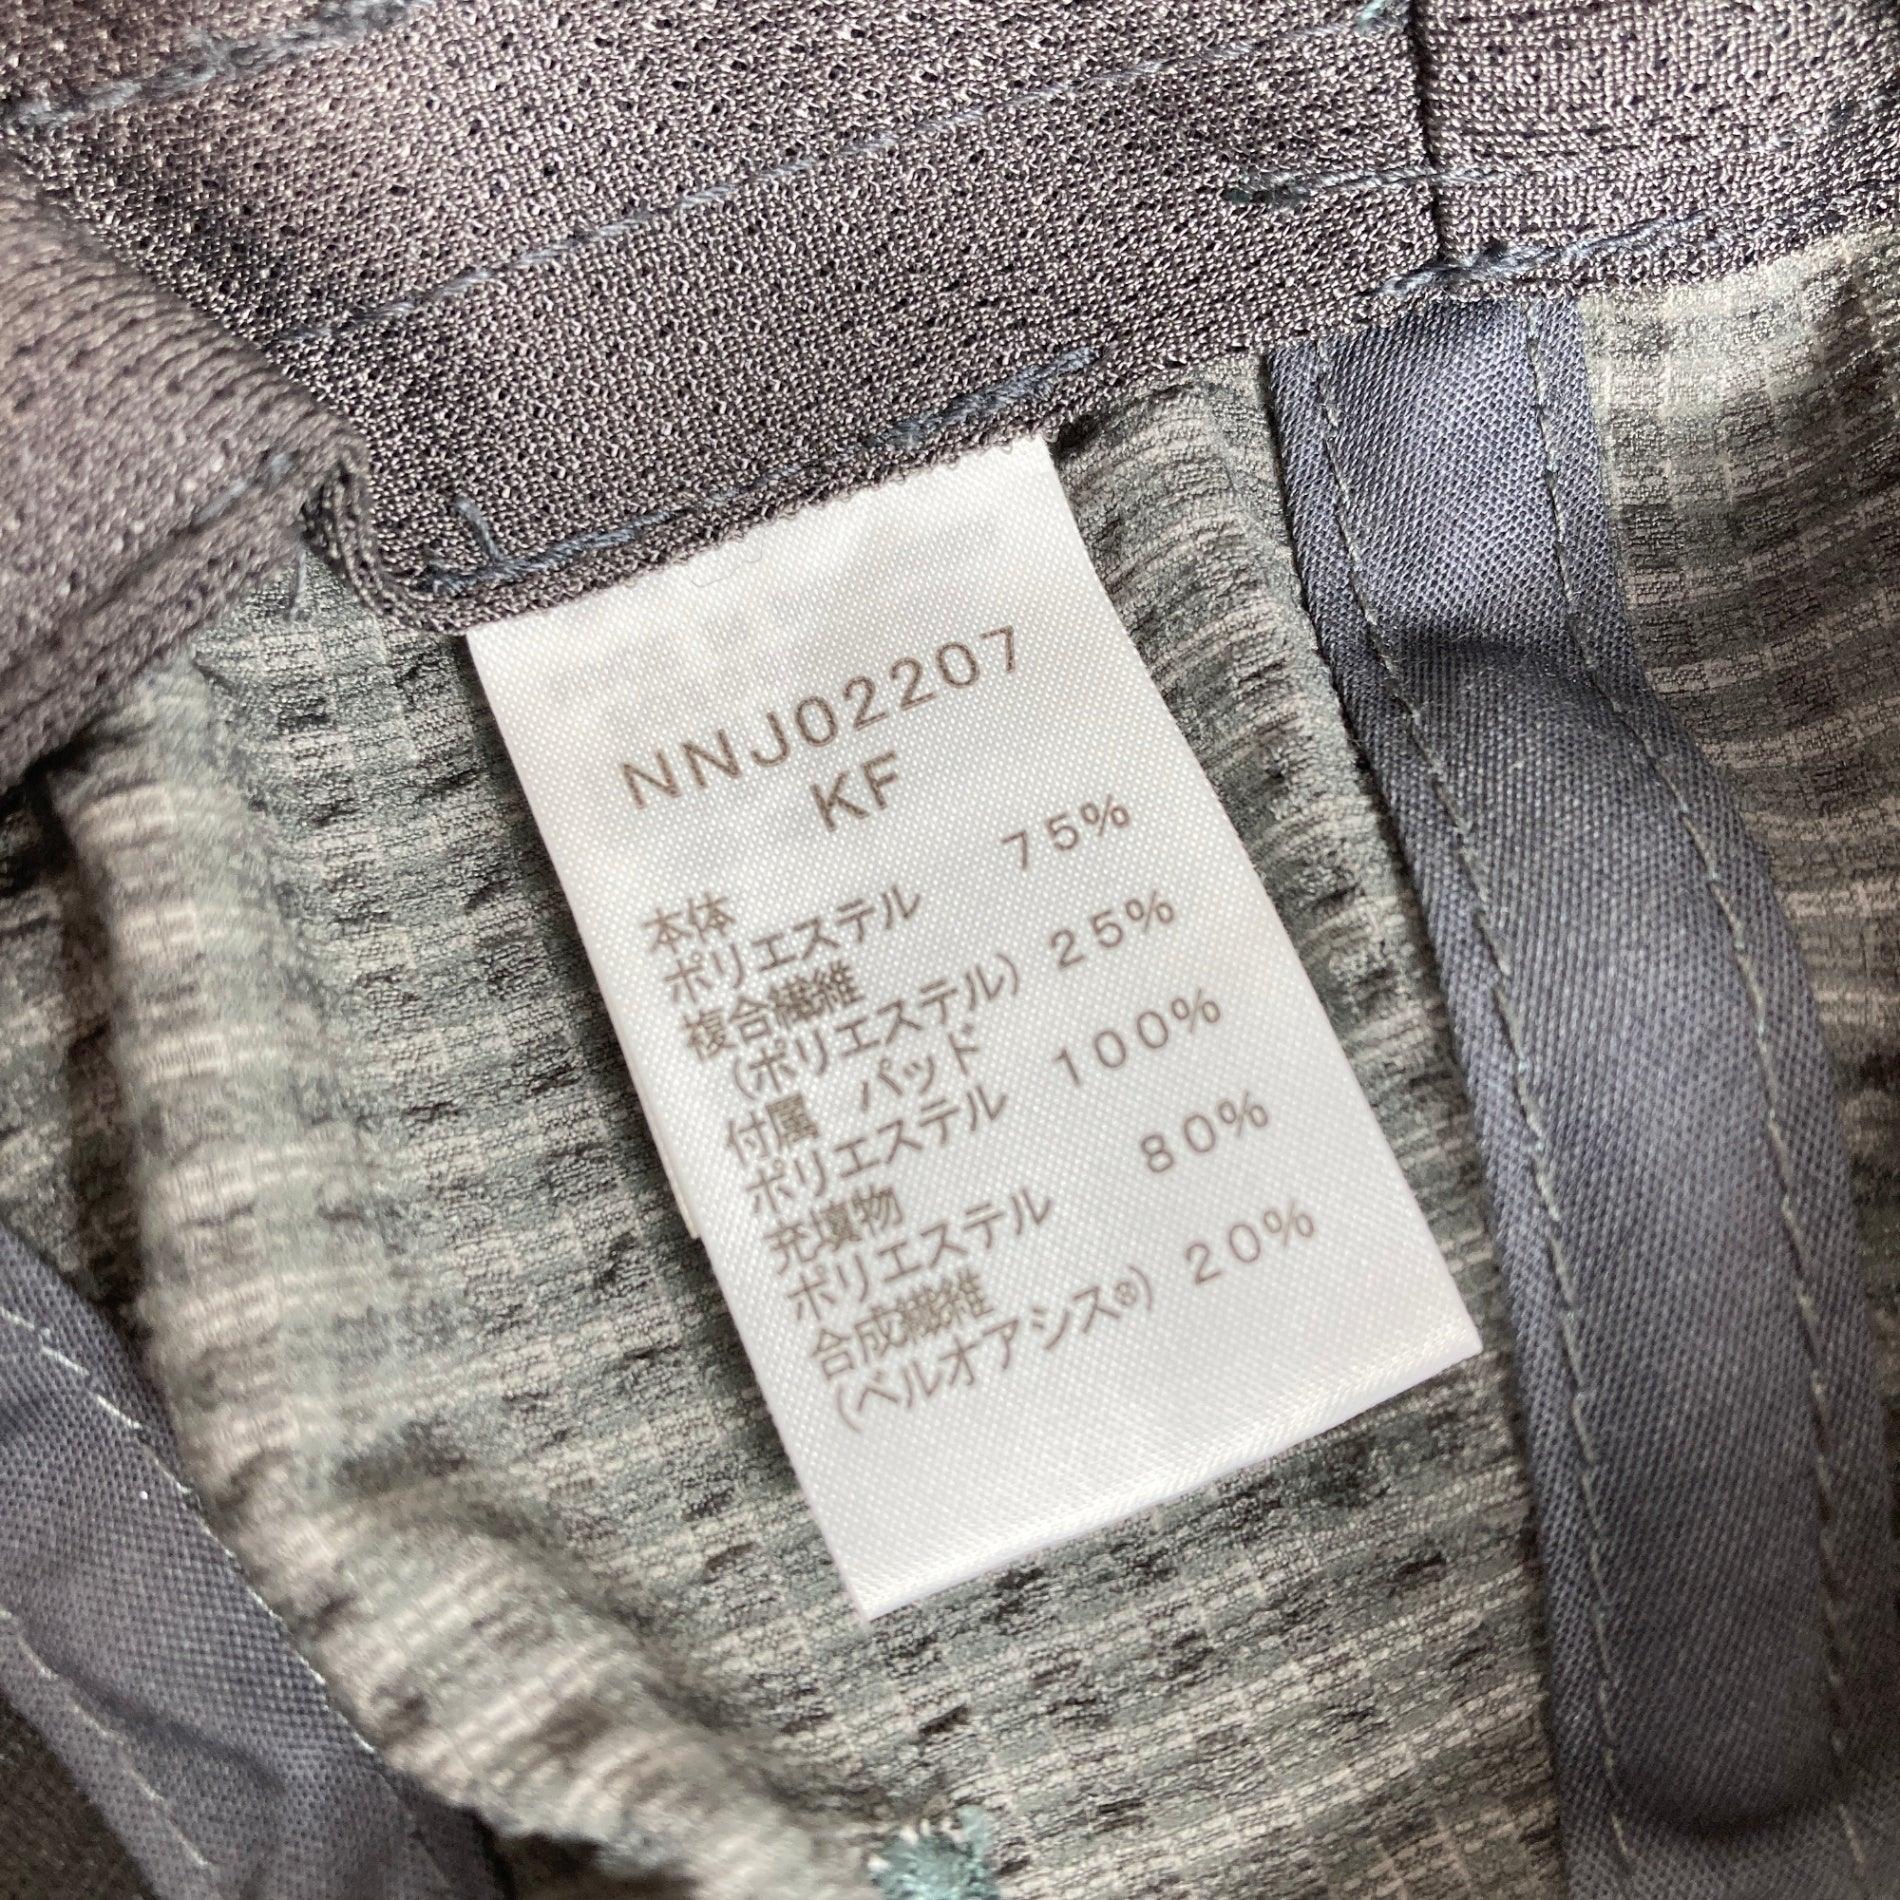 NNJ02207
KF
本体
ポリエステル 75%
複合繊維
(ポリエステル) 25%
付属 パッド
ポリエステル 100%
充填物
ポリエステル 80%
合成繊維
(ベルオアシス®) 20%